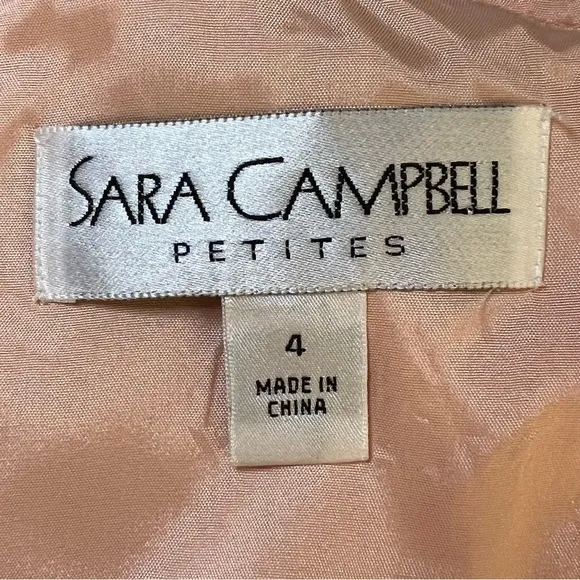 SARA CAMPBELL
PETITES
4
MADE IN
CHINA